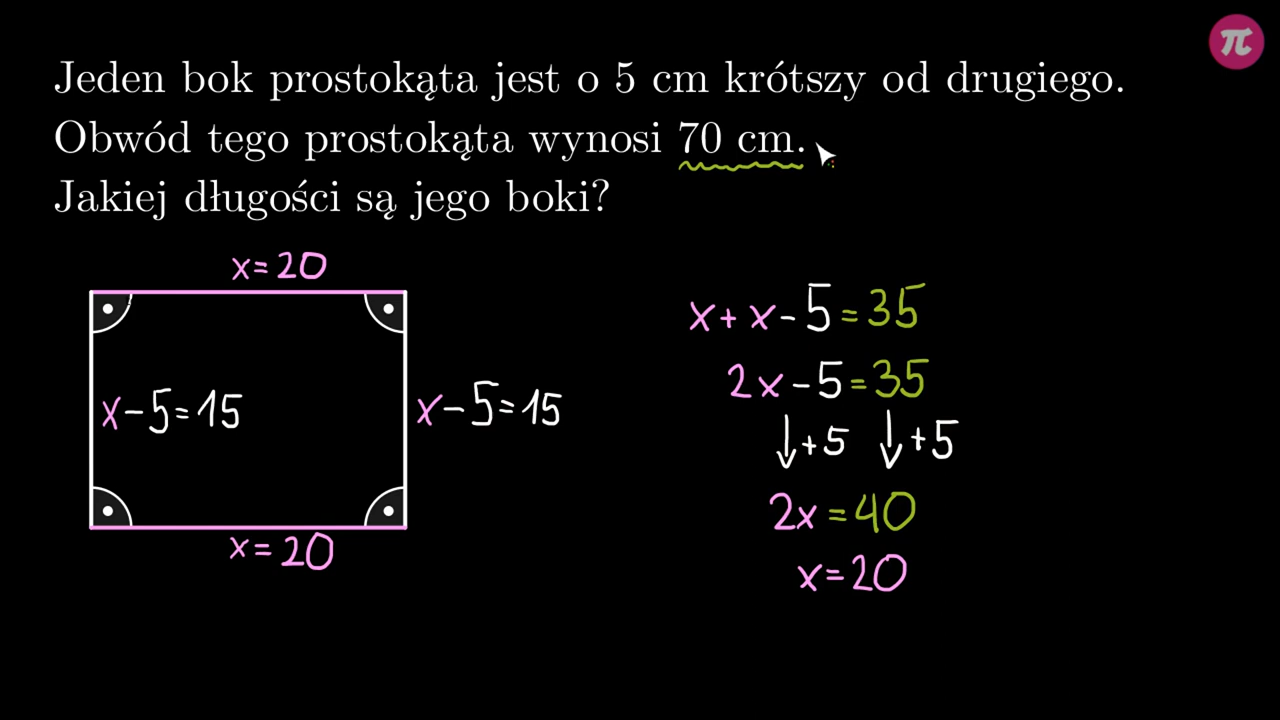 π
Jeden bok prostokąta jest o 5 cm krótszy od drugiego.
Obwód tego prostokąta wynosi 70 cm.
Jakiej długości są jego boki?
x=20
x-5=15
x-5=15
x=20
x+x-5=35
2x-5=35
↓+5 ↓+5
2x=40
x=20